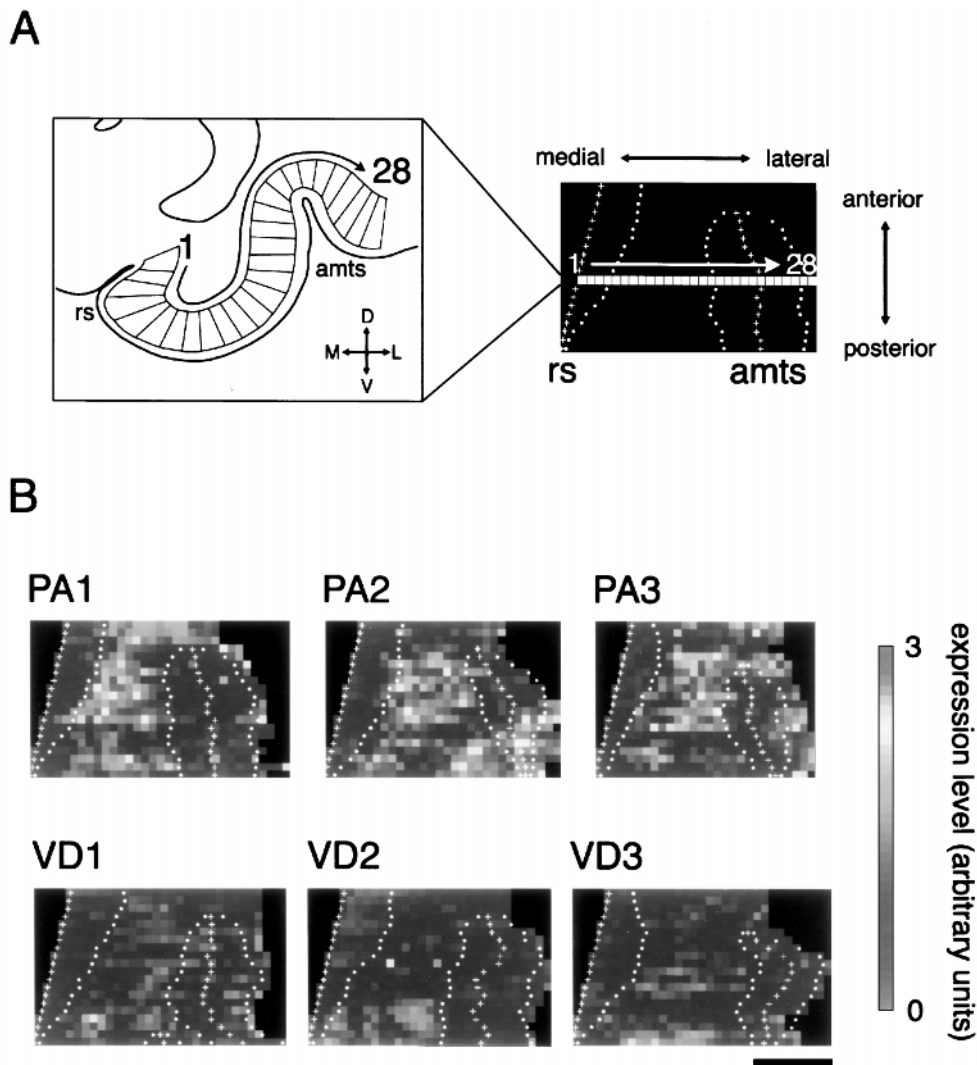 A
1
28
rs
amts
D
M L
V
medial lateral
anterior
1 28
posterior
rs amts
B
PA1 PA2 PA3
VD1 VD2 VD3
3
0
expression level (arbitrary units)